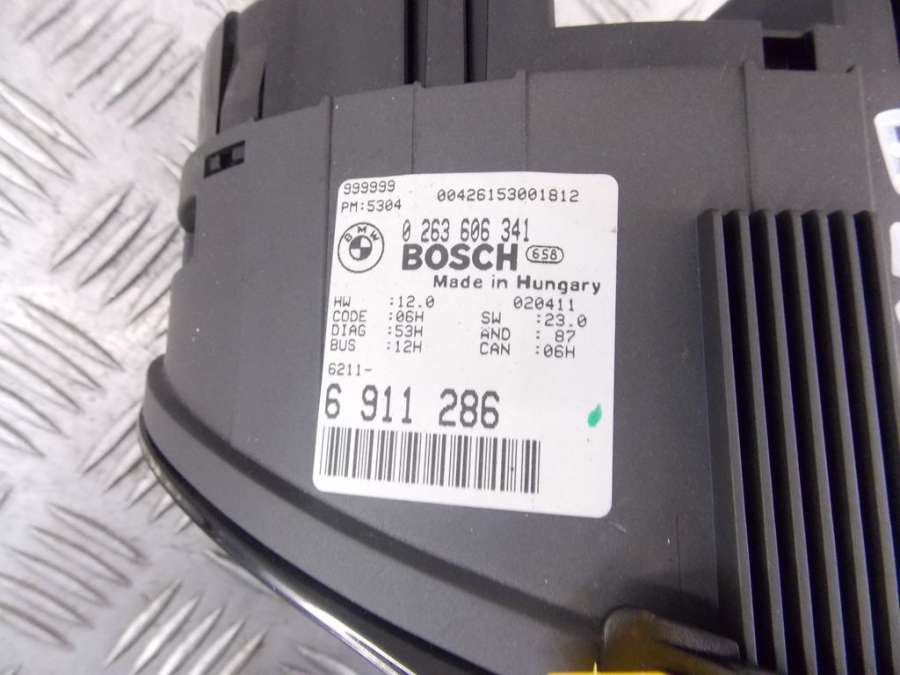 999999 00426153001812
PM:5304
BMW 0 263 606 341
BOSCH 658
Made in Hungary
HW :12.0 020411
CODE :06H SW :23.0
DIAG :53H AND : 87
BUS :12H CAN :06H
6211-
6 911 286